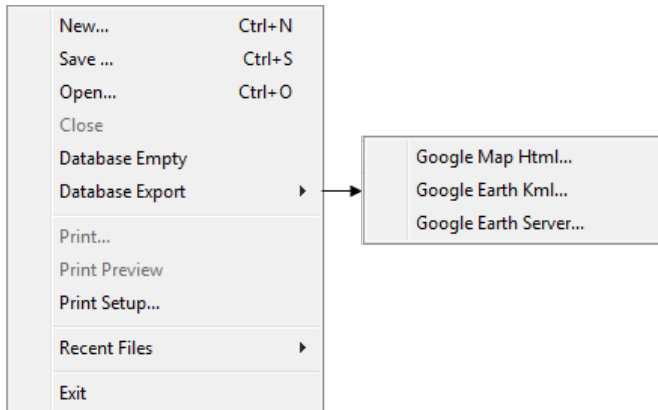 New... Ctrl+N
Save ... Ctrl+S
Open... Ctrl+O
Close
Database Empty
Database Export
Google Map Html...
Google Earth Kml...
Google Earth Server...
Print...
Print Preview
Print Setup...
Recent Files
Exit